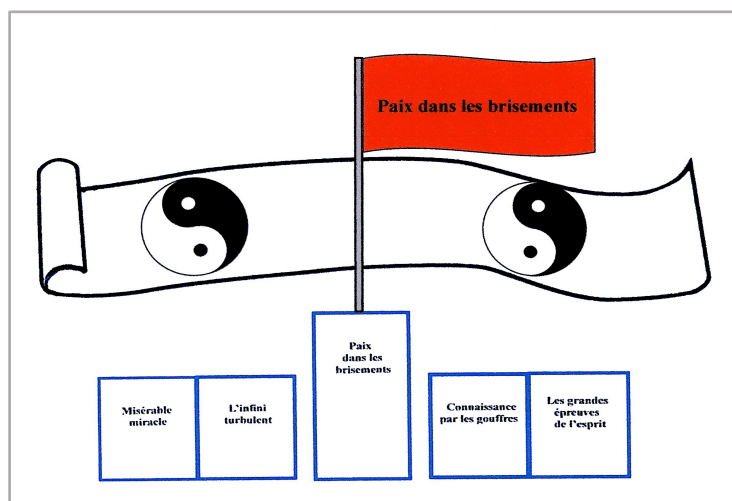 Paix dans les brisements
Paix
dans les
brisements
Misérable
miracle
L'infini
turbulent
Connaissance
par les gouffres
Les grandes
épreuves
de l'esprit